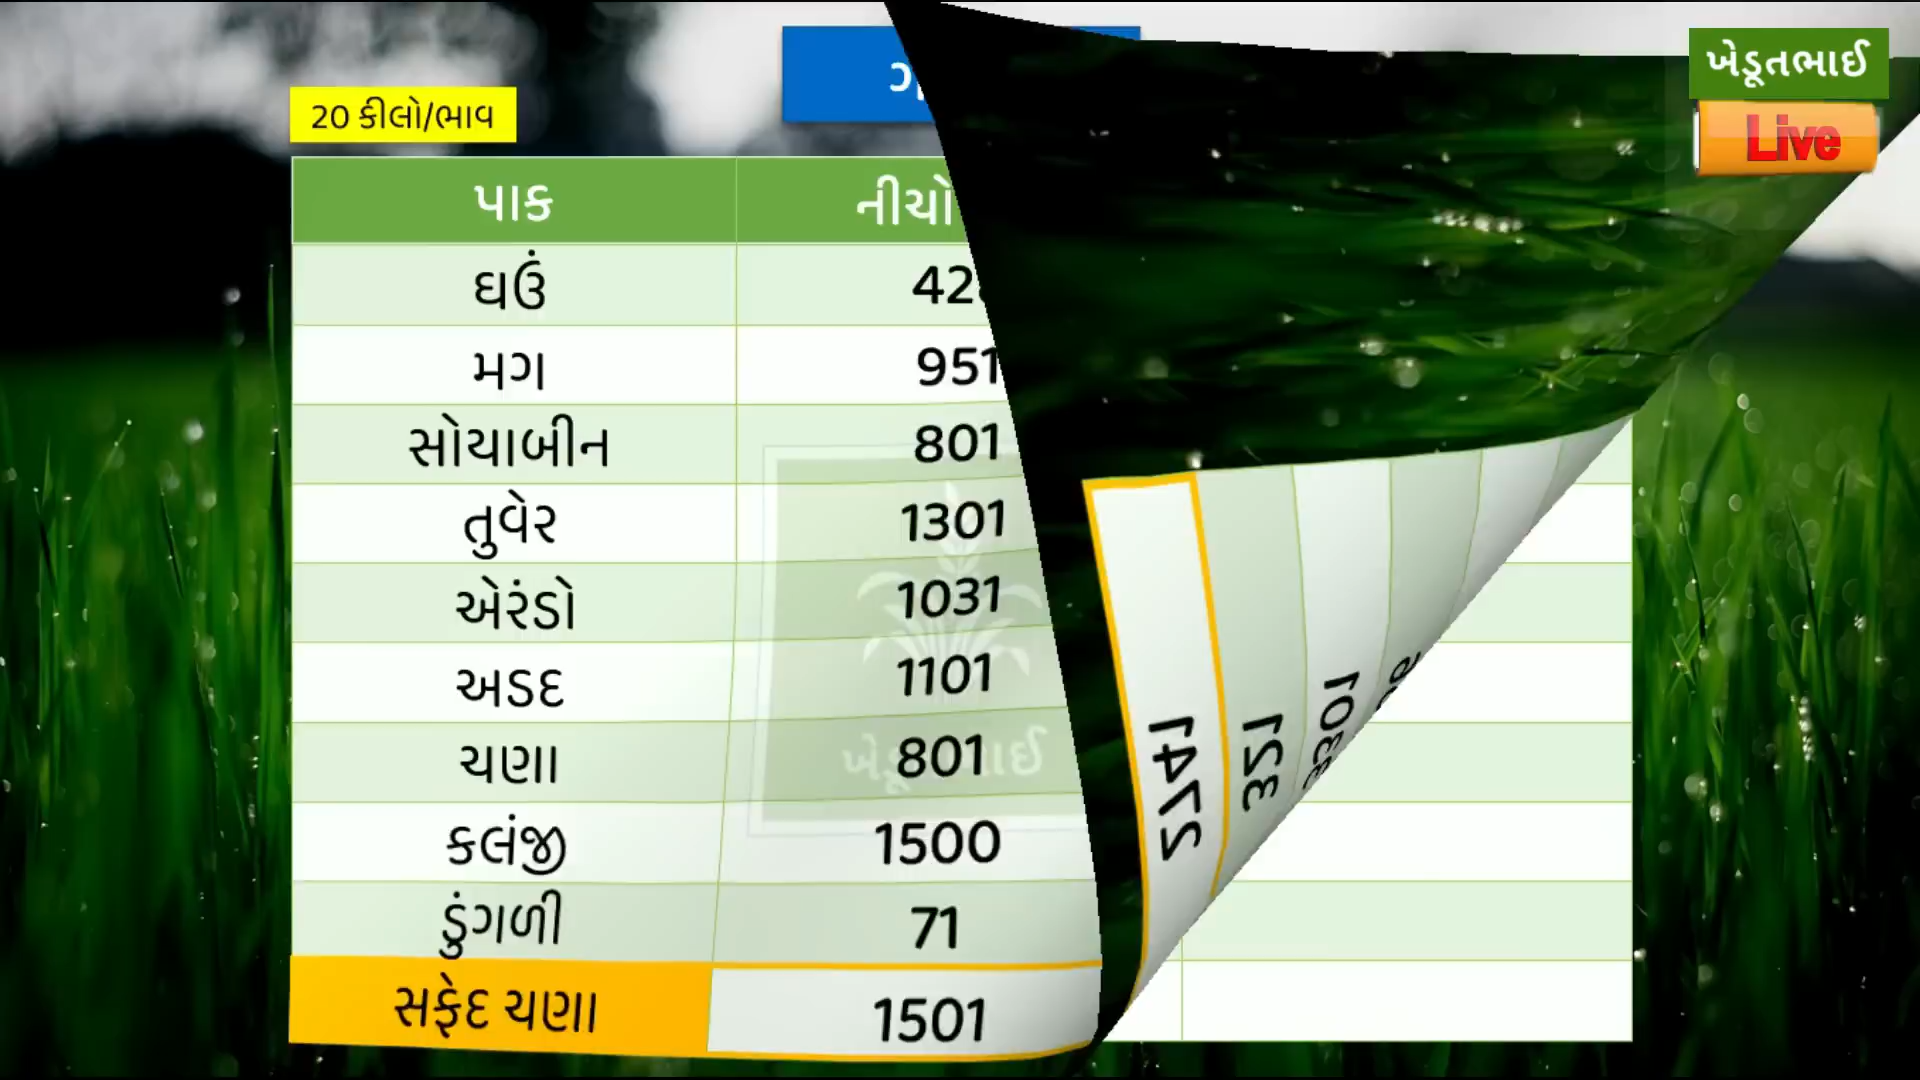 ખેડૂતભાઈ
Live
20 કીલો/ભાવ
પાક નીચો
ઘઉં
મગ 951
સોયાબીન 801
તુવેર 1301
એરંડો 1031
અડદ 1101
ચણા 801
કલંજી 1500
ડુંગળી 71
સફેદ ચણા 1501
321